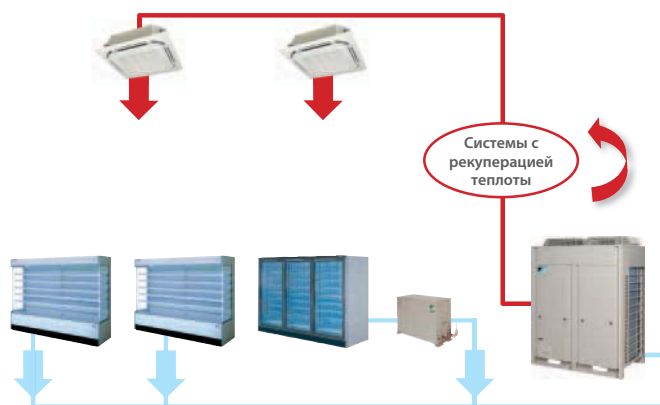 Системы с
рекуперацией
теплоты